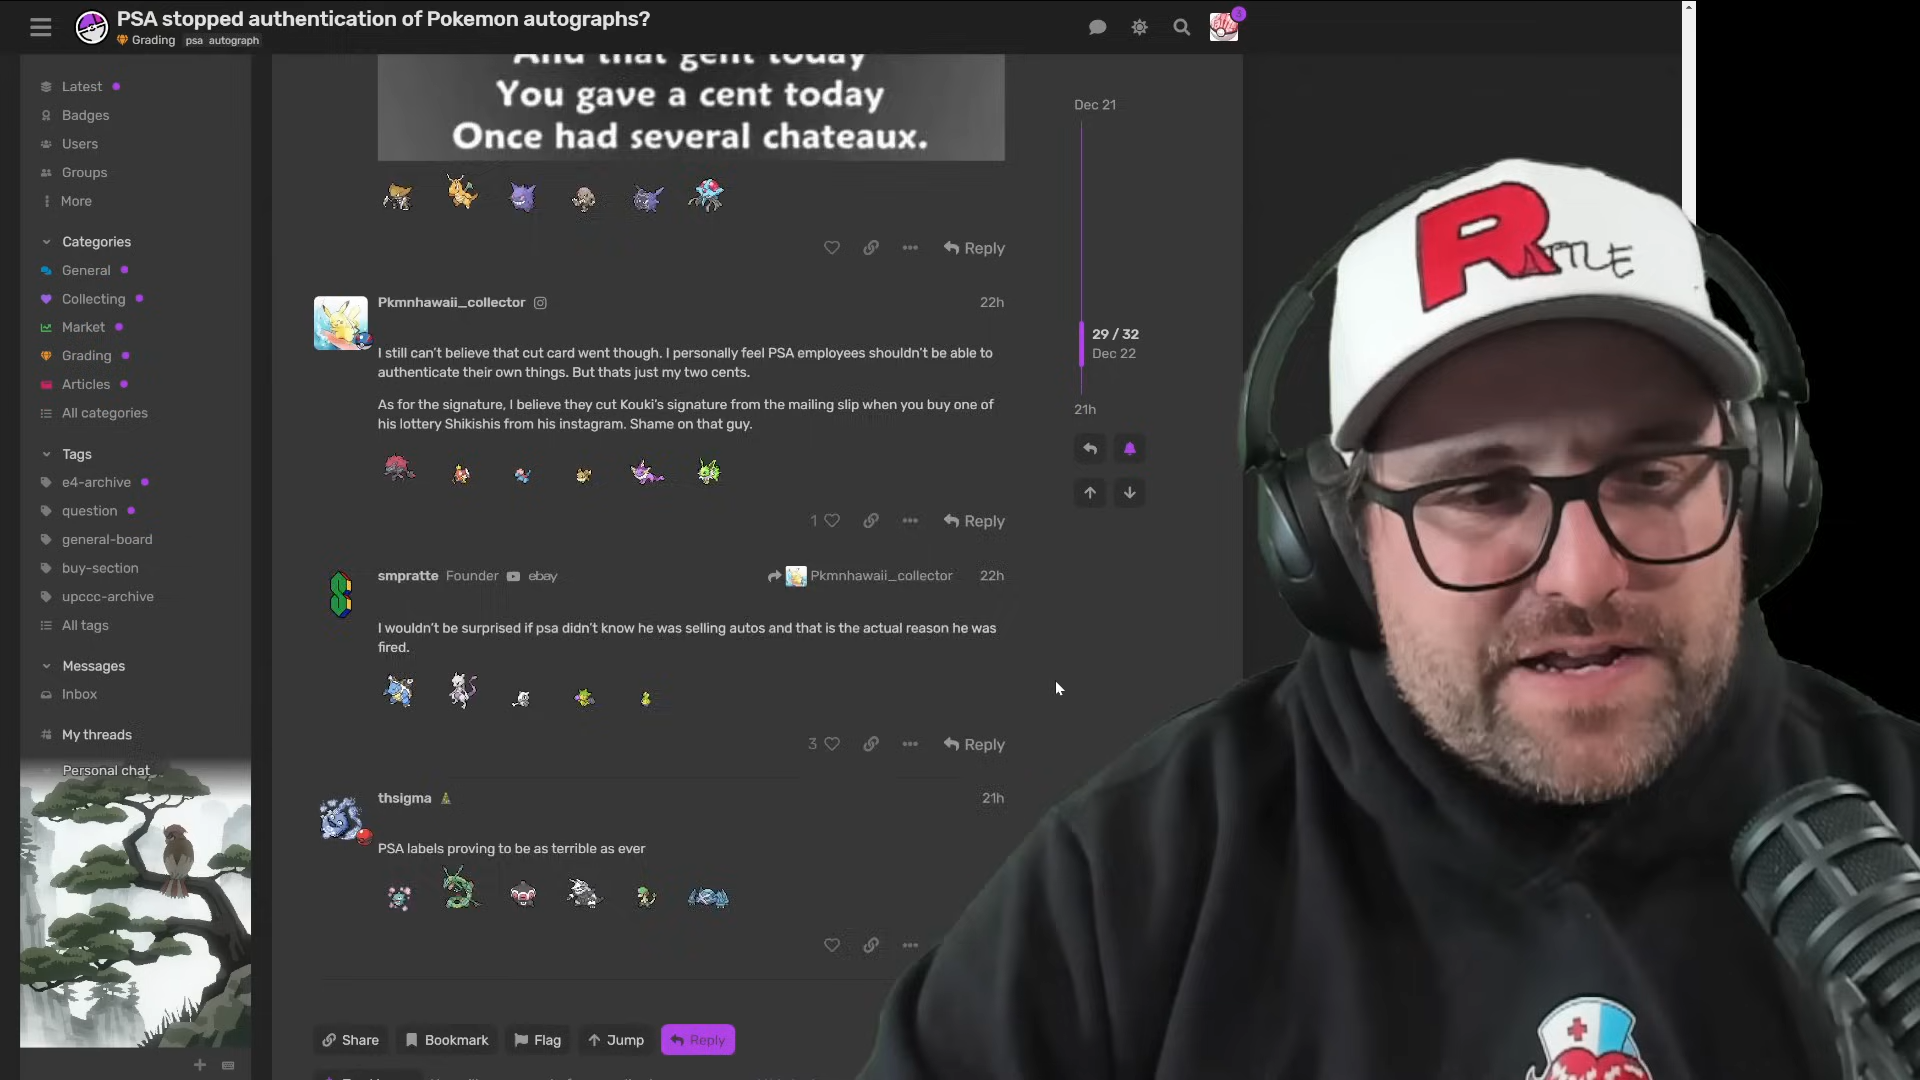 PSA stopped authentication of Pokemon autographs?
Grading psa autograph
Latest
Badges
Users
Groups
More
Categories
General
Collecting
Market
Grading
Articles
All categories
Tags
e4-archive
question
general-board
buy-section
upccc-archive
All tags
Messages
Inbox
My threads
Personal chat
And that gent today
You gave a cent today
Once had several chateaux.
Reply
Pkmnhawaii_collector 22h
I still can't believe that cut card went though. I personally feel PSA employees shouldn't be able to
authenticate their own things. But thats just my two cents.
As for the signature, I believe they cut Kouki's signature from the mailing slip when you buy one of
his lottery Shikishis from his instagram. Shame on that guy.
1 Reply
smpratte Founder ebay Pkmnhawaii_collector 22h
I wouldn't be surprised if psa didn't know he was selling autos and that is the actual reason he was
fired.
3 Reply
thsigma 21h
PSA labels proving to be as terrible as ever
Share Bookmark Flag Jump Reply
Dec 21
29 / 32
Dec 22
21h
3
R